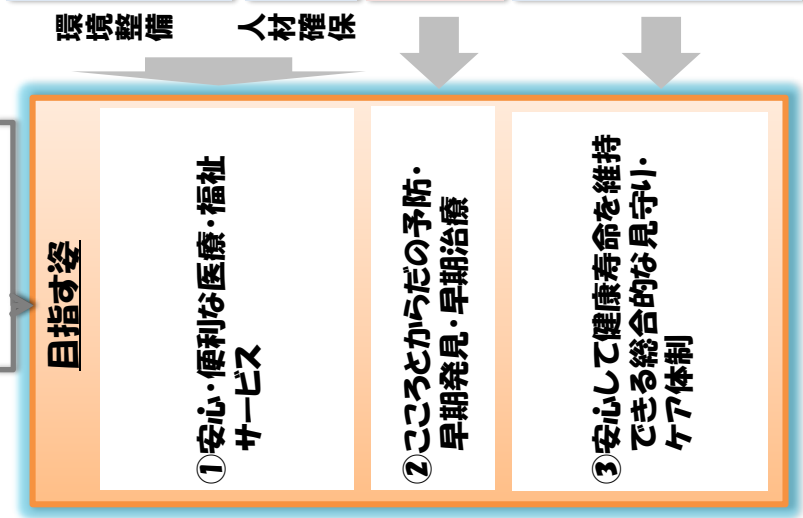 環境整備
人材確保
目指す姿
①安心・便利な医療・福祉
サービス
②こころとからだの予防・
早期発見・早期治療
③安心して健康寿命を維持
できる総合的な見守り・
ケア体制